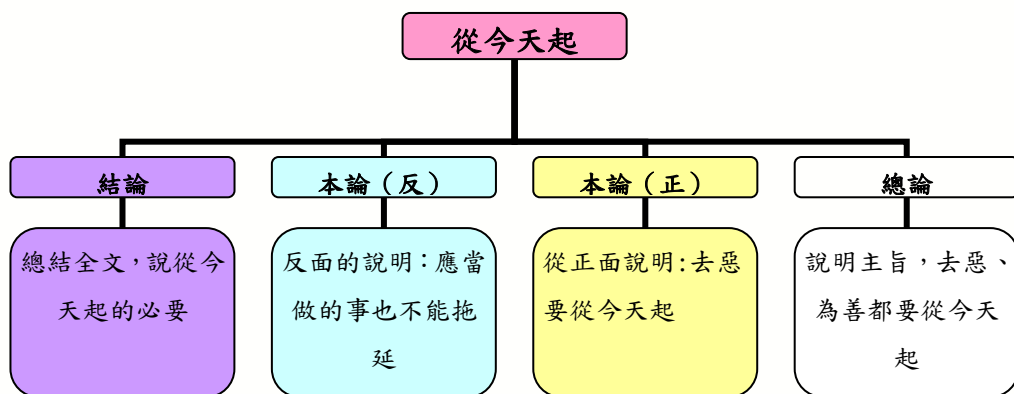 從今天起
結論
總結全文，說從今
天起的必要
本論（反）
反面的說明：應當
做的事也不能拖
延
本論（正）
從正面說明:去惡
要從今天起
總論
說明主旨，去惡、
為善都要從今天
起